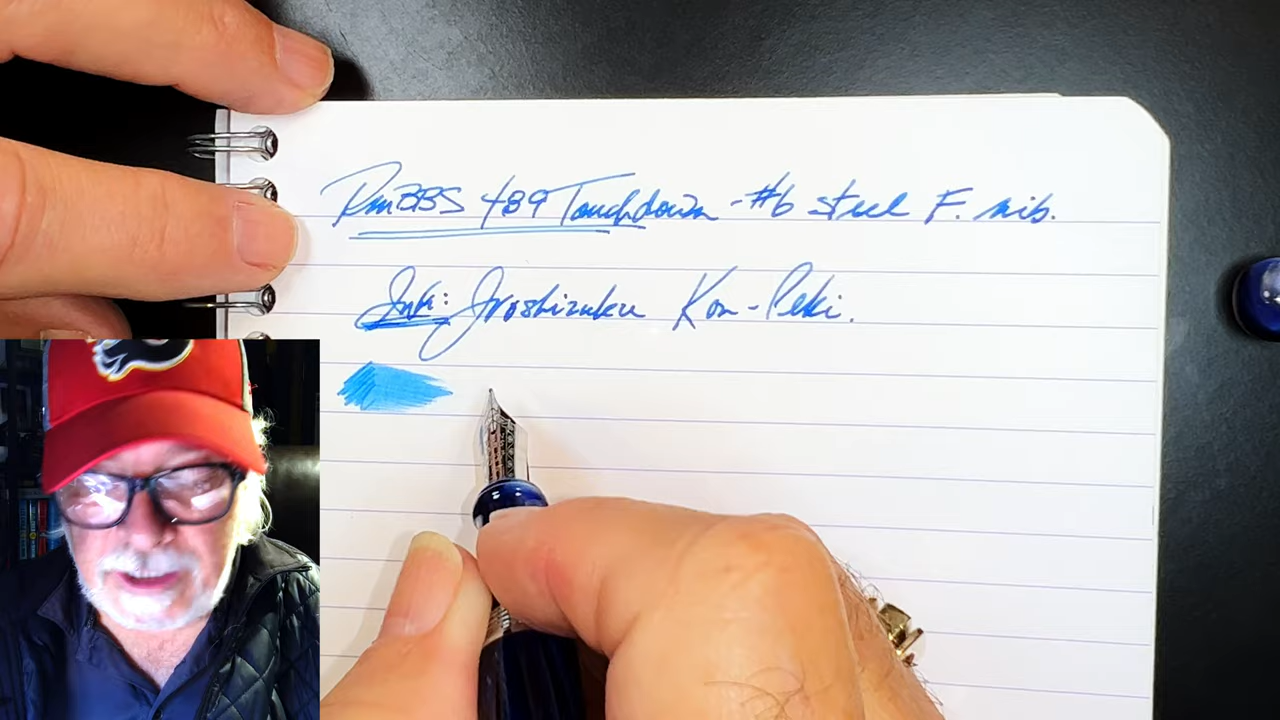 PenBBS 489 Touchdown - #6 steel F. nib.
Ink: Iroshizuku Kon-Peki.